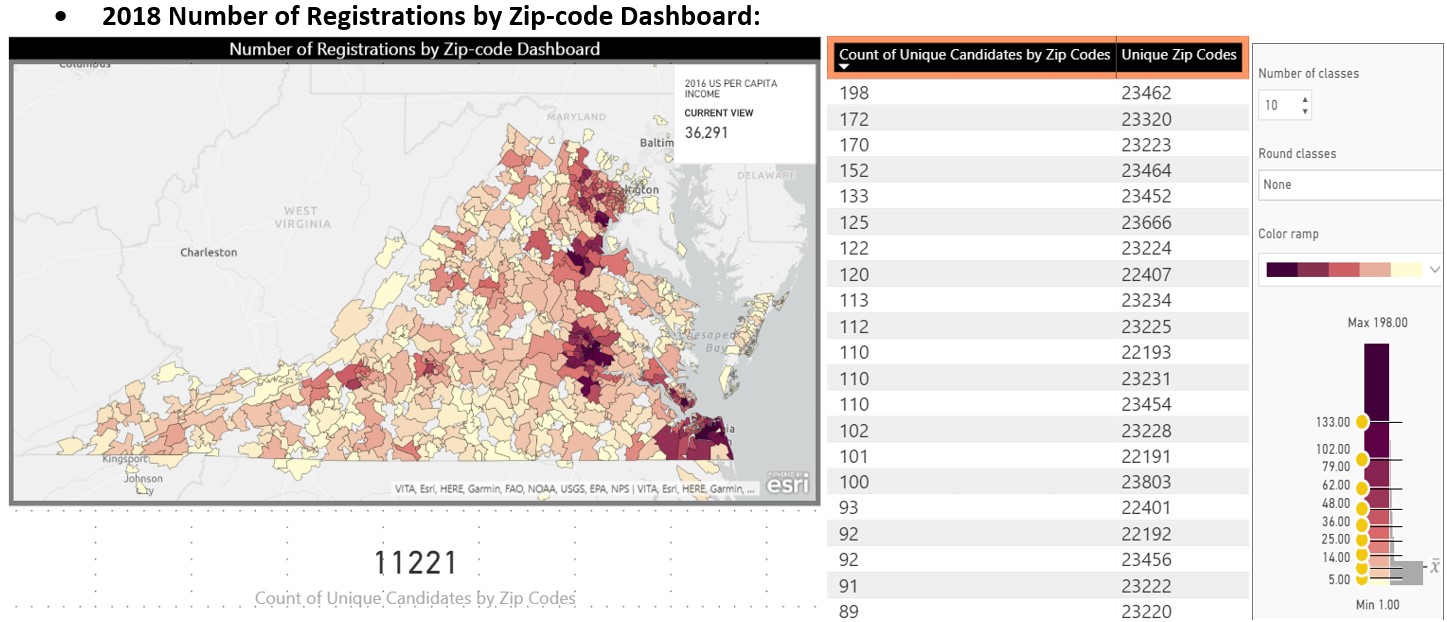 • 2018 Number of Registrations by Zip-code Dashboard:
Number of Registrations by Zip-code Dashboard
Columbus
2016 US PER CAPITA
INCOME
CURRENT VIEW
36,291
MARYLAND
Baltim
DELAWARE
ington
WEST
VIRGINIA
Charleston
esapea
Bay
ia
Kingsport
Johnson
City
VITA, Esri, HERE, Garmin, FAO, NOAA, USGS, EPA, NPS | VITA, Esri, HERE, Garmin, ...
POWERED BY
esri
11221
Count of Unique Candidates by Zip Codes
Count of Unique Candidates by Zip Codes Unique Zip Codes
198 23462
172 23320
170 23223
152 23464
133 23452
125 23666
122 23224
120 22407
113 23234
112 23225
110 22193
110 23231
110 23454
102 23228
101 22191
100 23803
93 22401
92 22192
92 23456
91 23222
89 23220
Number of classes
10
Round classes
None
Color ramp
Max 198.00
133.00
102.00
79.00
62.00
48.00
36.00
25.00
14.00
5.00
x̄
Min 1.00